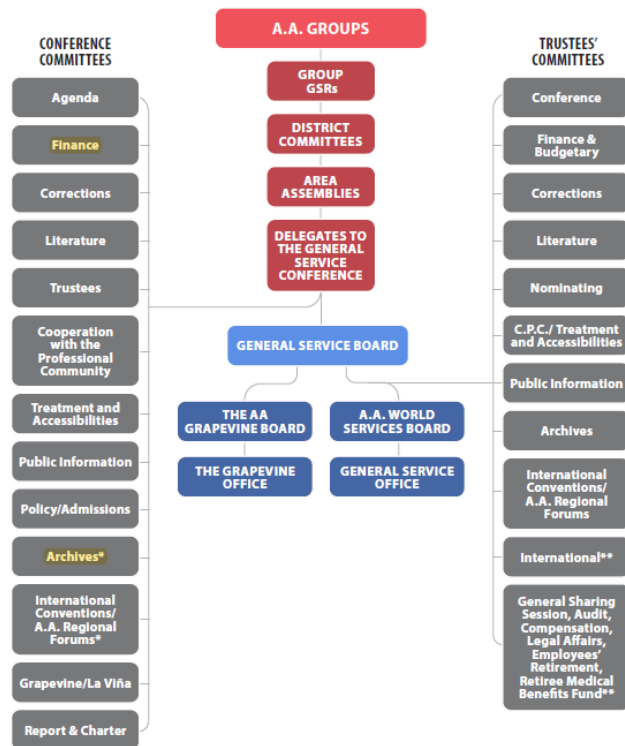 A.A. GROUPS
CONFERENCE
COMMITTEES
Agenda
Finance
Corrections
Literature
Trustees
Cooperation
with the
Professional
Community
Treatment and
Accessibilities
Public Information
Policy/Admissions
Archives*
International
Conventions/
A.A. Regional
Forums*
Grapevine/La Viña
Report & Charter
GROUP
GSRs
DISTRICT
COMMITTEES
AREA
ASSEMBLIES
DELEGATES TO
THE GENERAL
SERVICE
CONFERENCE
GENERAL SERVICE BOARD
THE AA
GRAPEVINE BOARD
A.A. WORLD
SERVICES BOARD
THE GRAPEVINE
OFFICE
GENERAL SERVICE
OFFICE
TRUSTEES’
COMMITTEES
Conference
Finance &
Budgetary
Corrections
Literature
Nominating
C.P.C./ Treatment
and Accessibilities
Public Information
Archives
International
Conventions/
A.A. Regional
Forums
International**
General Sharing
Session, Audit,
Compensation,
Legal Affairs,
Employees’
Retirement,
Retiree Medical
Benefits Fund**